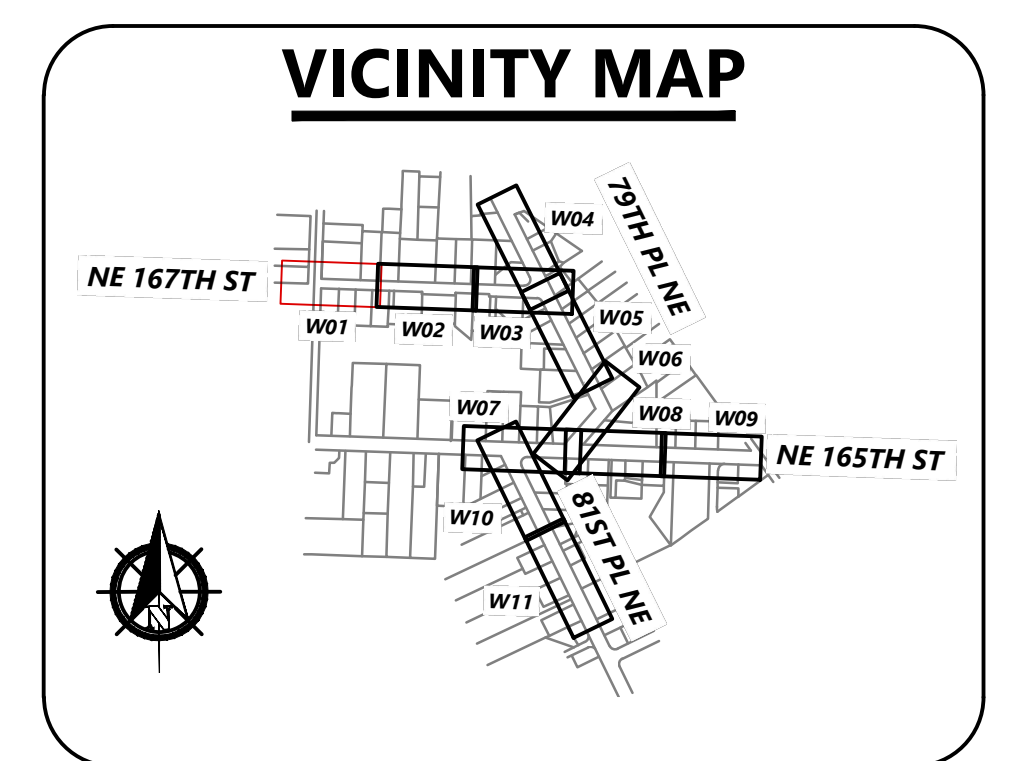 VICINITY MAP
79TH PL NE
W04
NE 167TH ST
W01
W02
W03
W05
W06
W07
W08
W09
NE 165TH ST
W10
81ST PL NE
W11
N